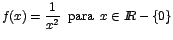 f(x) = 1/x² para x ∈ ℝ − {0}